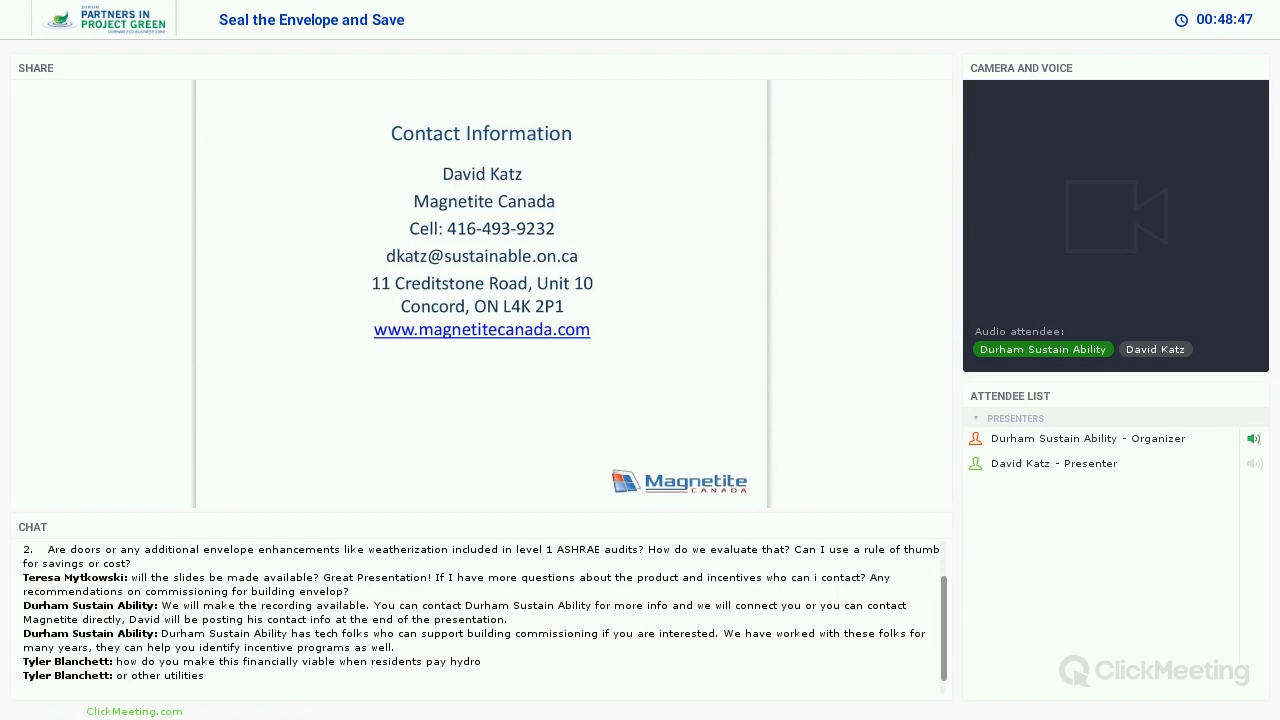 DURHAM
PARTNERS IN
PROJECT GREEN
DURHAM ECO-BUSINESS ZONE
Seal the Envelope and Save
00:48:47
SHARE
Contact Information
David Katz
Magnetite Canada
Cell: 416-493-9232
dkatz@sustainable.on.ca
11 Creditstone Road, Unit 10
Concord, ON L4K 2P1
www.magnetitecanada.com
Magnetite
CANADA
CAMERA AND VOICE
Audio attendee:
Durham Sustain Ability David Katz
ATTENDEE LIST
PRESENTERS
Durham Sustain Ability - Organizer
David Katz - Presenter
CHAT
2. Are doors or any additional envelope enhancements like weatherization included in level 1 ASHRAE audits? How do we evaluate that? Can I use a rule of thumb
for savings or cost?
Teresa Mytkowski: will the slides be made available? Great Presentation! If I have more questions about the product and incentives who can i contact? Any
recommendations on commissioning for building envelop?
Durham Sustain Ability: We will make the recording available. You can contact Durham Sustain Ability for more info and we will connect you or you can contact
Magnetite directly, David will be posting his contact info at the end of the presentation.
Durham Sustain Ability: Durham Sustain Ability has tech folks who can support building commissioning if you are interested. We have worked with these folks for
many years, they can help you identify incentive programs as well.
Tyler Blanchett: how do you make this financially viable when residents pay hydro
Tyler Blanchett: or other utilities
ClickMeeting
ClickMeeting.com